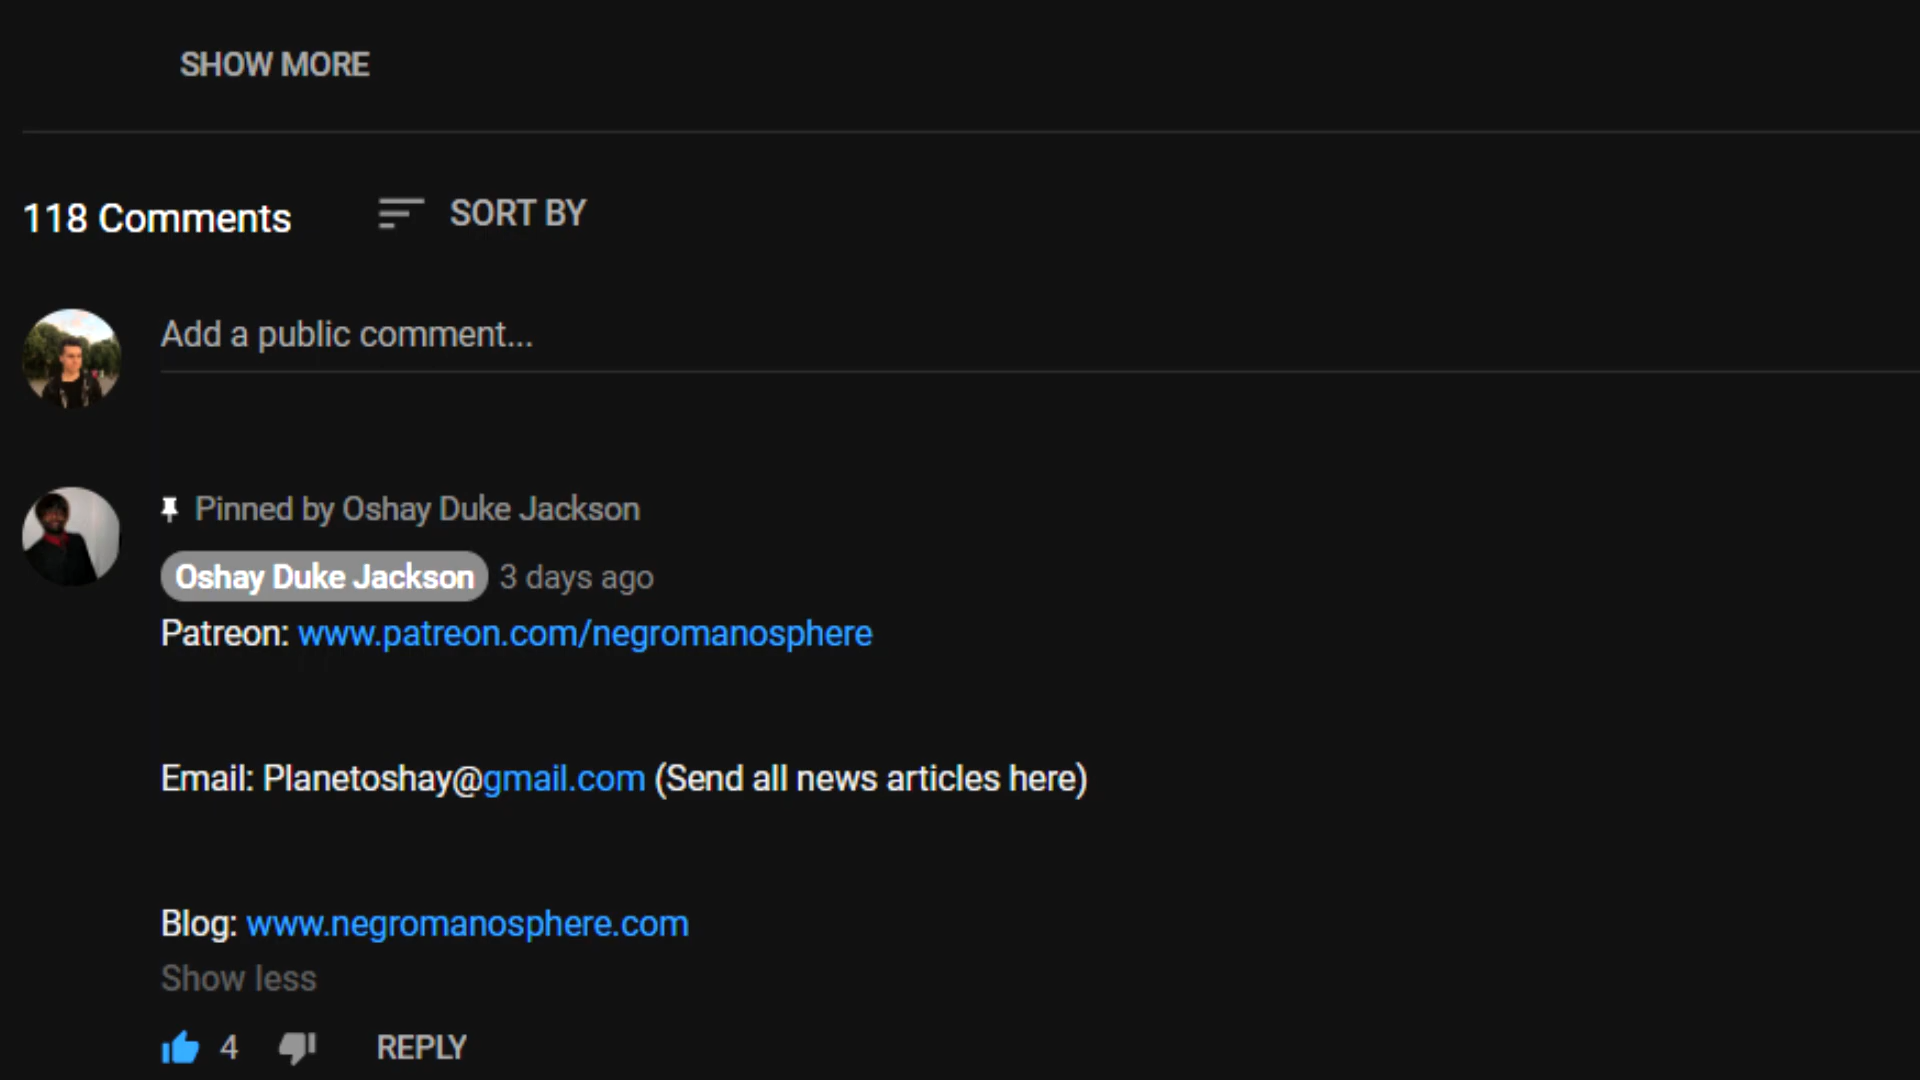 SHOW MORE
118 Comments SORT BY
Add a public comment...
Pinned by Oshay Duke Jackson
Oshay Duke Jackson 3 days ago
Patreon: www.patreon.com/negromanosphere
Email: Planetoshay@gmail.com (Send all news articles here)
Blog: www.negromanosphere.com
Show less
4 REPLY